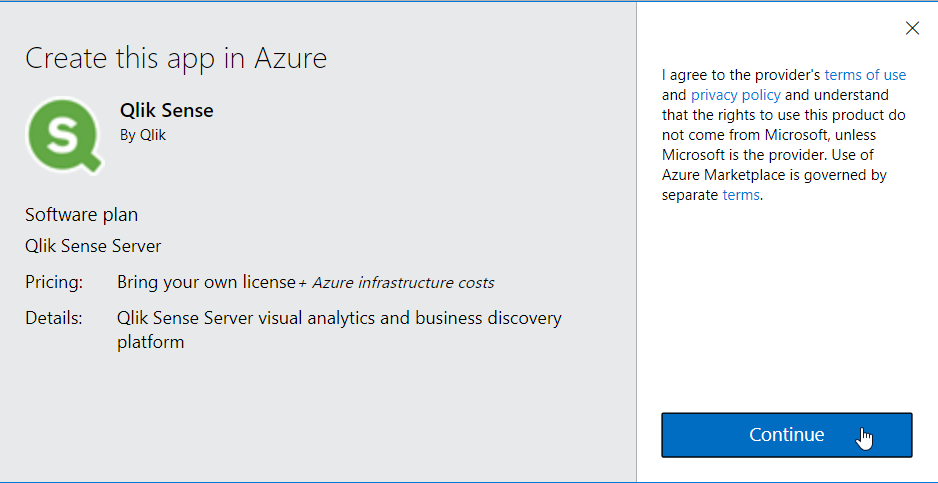 Create this app in Azure
S
Qlik Sense
By Qlik
Software plan
Qlik Sense Server
Pricing: Bring your own license + Azure infrastructure costs
Details: Qlik Sense Server visual analytics and business discovery
platform
I agree to the provider's terms of use
and privacy policy and understand
that the rights to use this product do
not come from Microsoft, unless
Microsoft is the provider. Use of
Azure Marketplace is governed by
separate terms.
Continue